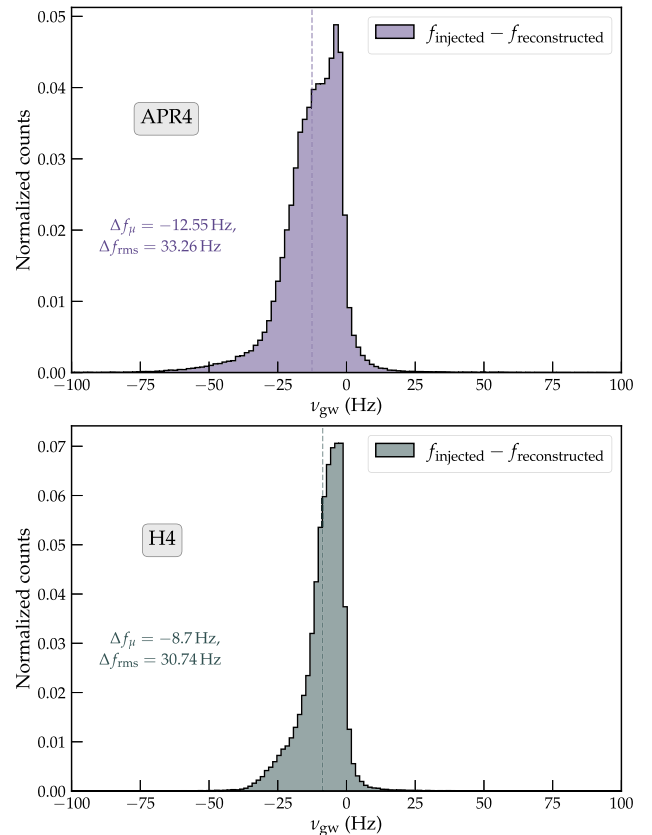 0.05
0.04
0.03
0.02
0.01
0.00
Normalized counts
f_injected − f_reconstructed
APR4
Δf_μ = −12.55 Hz,
Δf_rms = 33.26 Hz
−100 −75 −50 −25 0 25 50 75 100
ν_gw (Hz)
0.07
0.06
0.05
0.04
0.03
0.02
0.01
0.00
Normalized counts
f_injected − f_reconstructed
H4
Δf_μ = −8.7 Hz,
Δf_rms = 30.74 Hz
−100 −75 −50 −25 0 25 50 75 100
ν_gw (Hz)